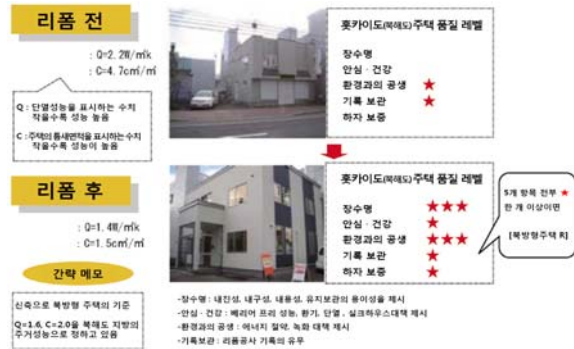 리폼 전
: Q=2.2W/㎡k
: C=4.7c㎡/㎡
Q : 단열성능을 표시하는 수치
작을수록 성능 높음
C : 주택의 틈새면적을 표시하는 수치
작을수록 성능이 높음
홋카이도(북해도) 주택 품질 레벨
장수명
안심 · 건강
환경과의 공생 ★
기록 보관 ★
하자 보증
리폼 후
: Q=1.4W/㎡k
: C=1.5c㎡/㎡
간략 메모
신축으로 북방형 주택의 기준
Q=1.6, C=2.0을 북해도 지방의
주거성능으로 정하고 있음
홋카이도(북해도) 주택 품질 레벨
장수명 ★★★
안심 · 건강 ★
환경과의 공생 ★★★
기록 보관 ★
하자 보증 ★
5개 항목 전부 ★
한 개 이상이면
[북방형주택 R]
-장수명 : 내진성, 내구성, 내용성, 유지보관의 용이성을 제시
-안심 · 건강 : 베리어 프리 성능, 환기, 단열, 실크하우스대책 제시
-환경과의 공생 : 에너지 절약, 녹화 대책 제시
-기록보관 : 리폼공사 기록의 유무